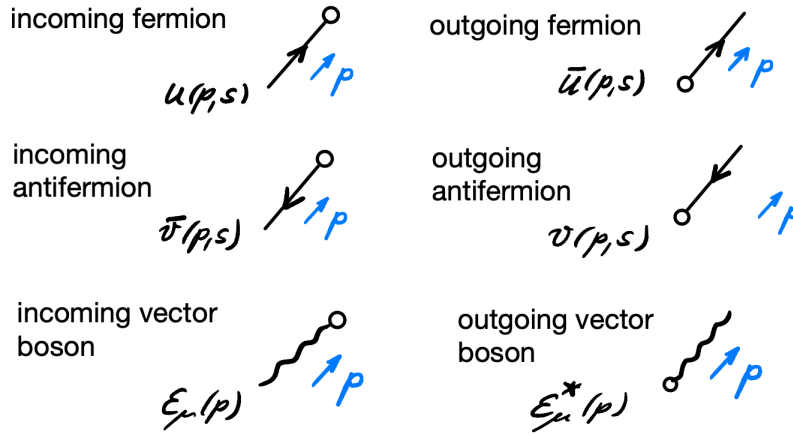 incoming fermion
outgoing fermion
u(p,s)
p
ū(p,s)
p
incoming
antifermion
outgoing
antifermion
v̄(p,s)
p
v(p,s)
p
incoming vector
boson
outgoing vector
boson
εμ(p)
p
ε*μ(p)
p